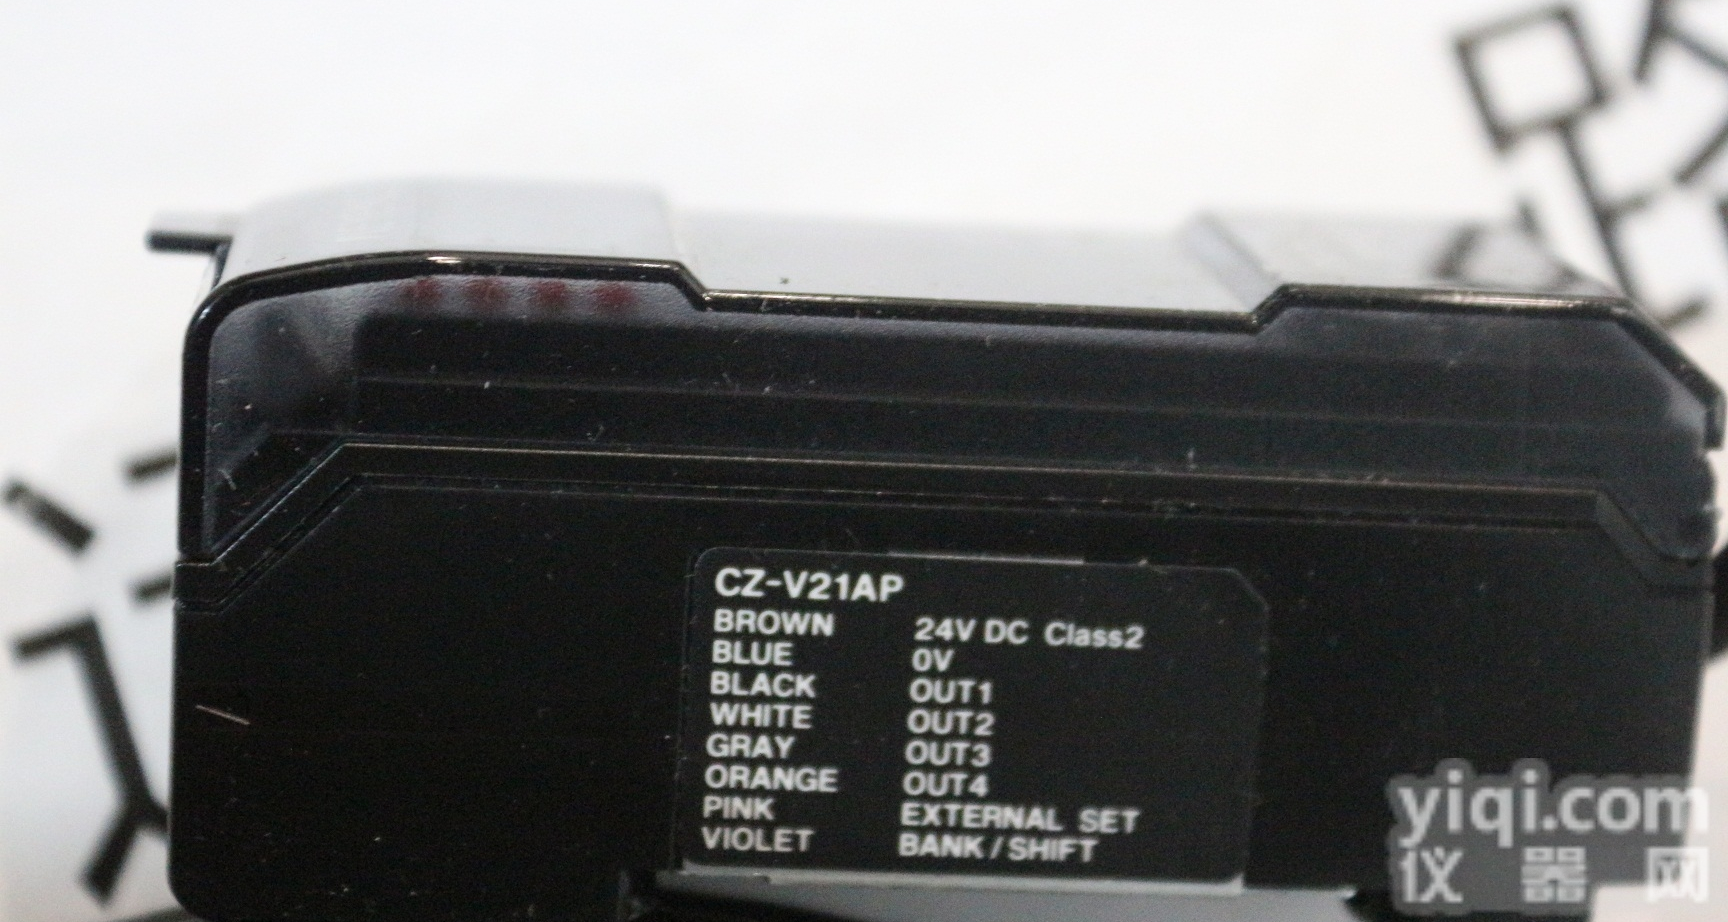 CZ-V21AP
BROWN 24V DC Class2
BLUE 0V
BLACK OUT1
WHITE OUT2
GRAY OUT3
ORANGE OUT4
PINK EXTERNAL SET
VIOLET BANK/SHIFT
yiqi.com
仪器网